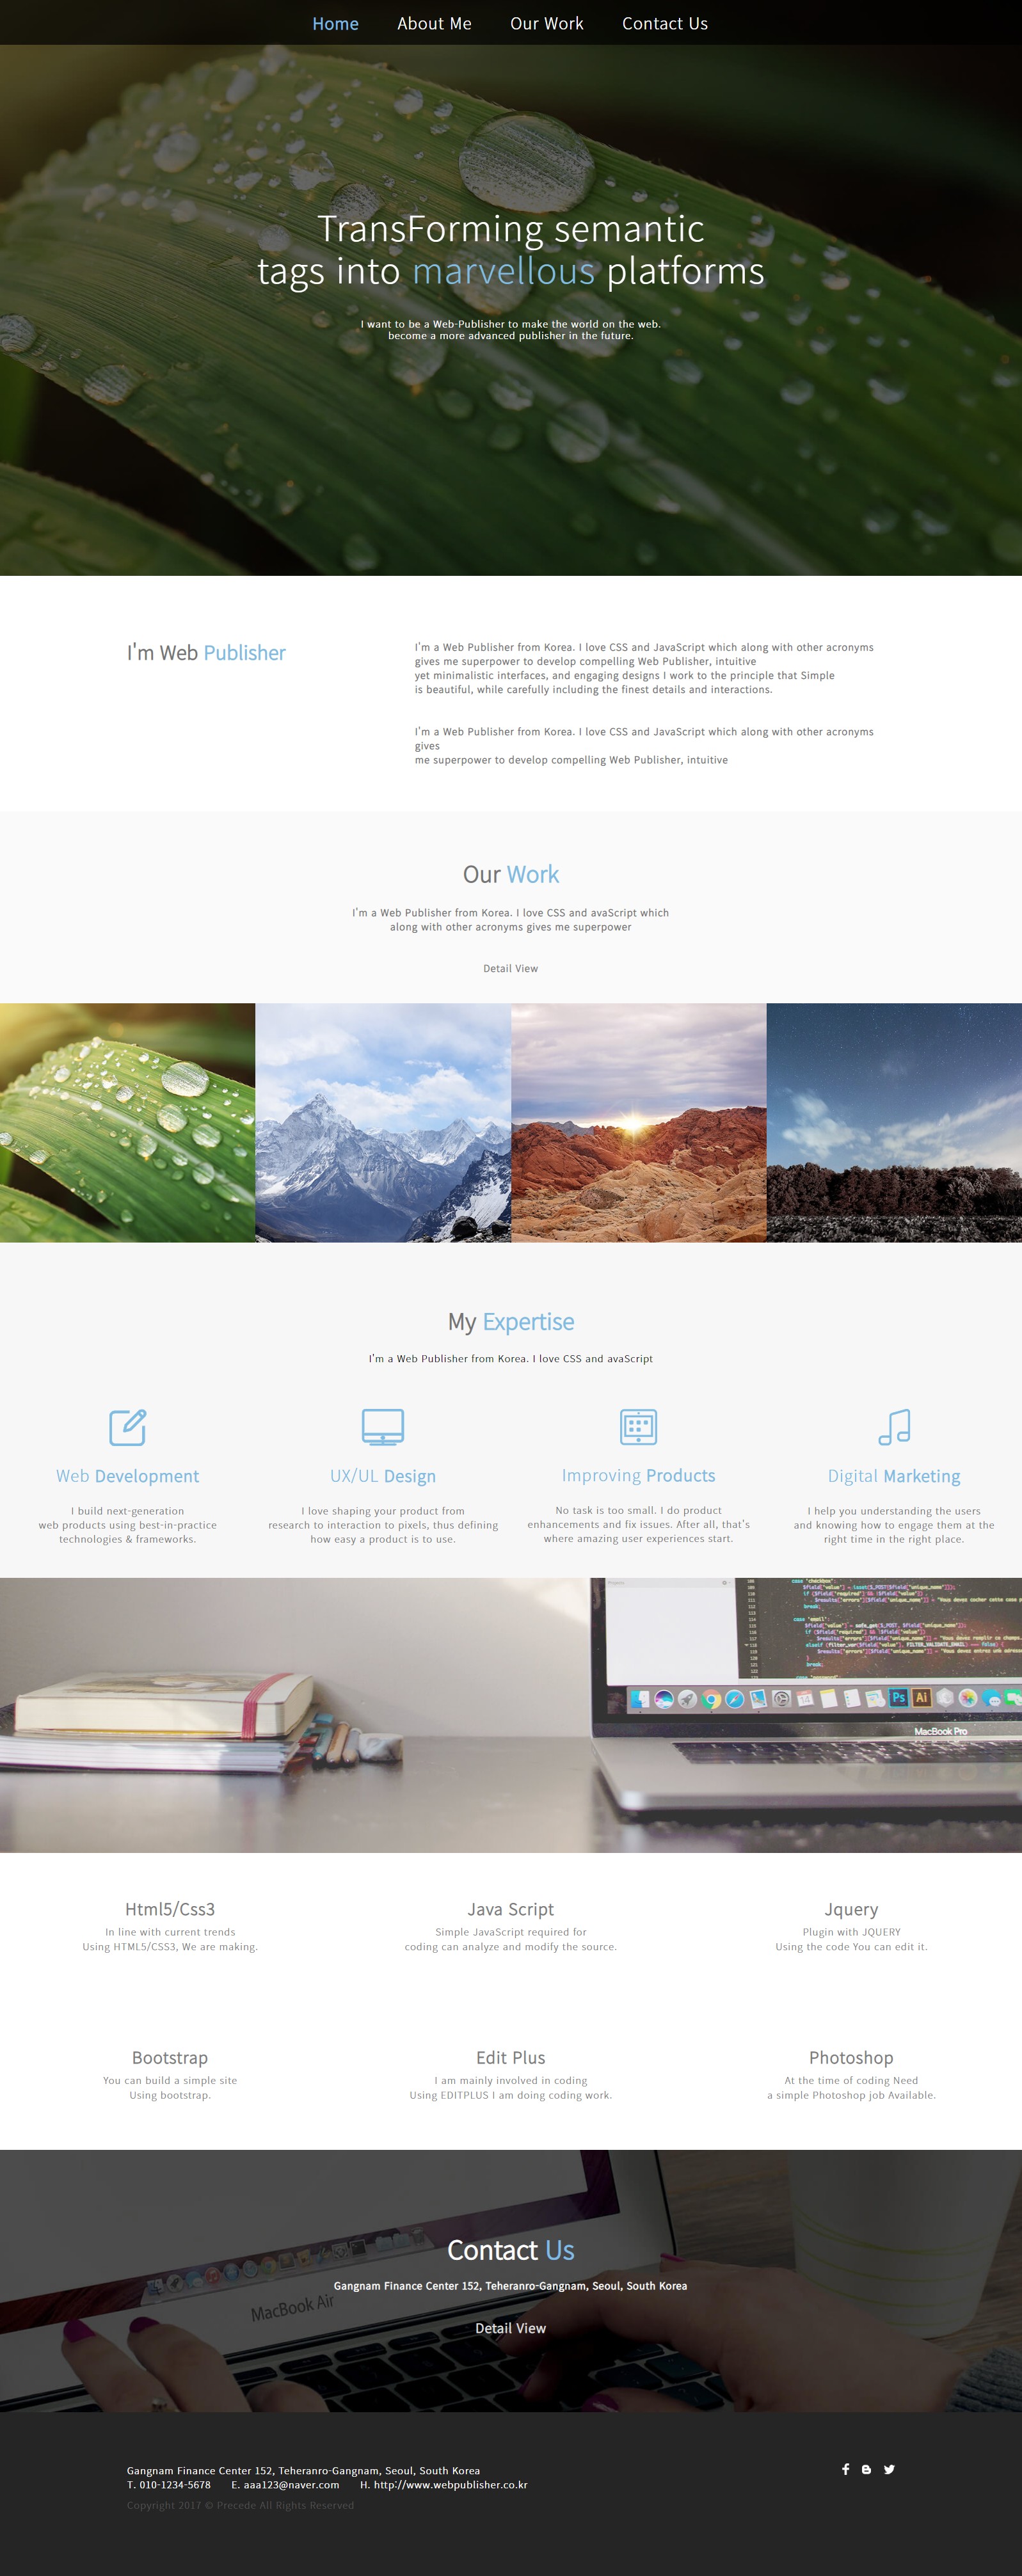 Home About Me Our Work Contact Us
TransForming semantic
tags into marvellous platforms
I want to be a Web-Publisher to make the world on the web.
become a more advanced publisher in the future.
I'm Web Publisher
I'm a Web Publisher from Korea. I love CSS and JavaScript which along with other acronyms
gives me superpower to develop compelling Web Publisher, intuitive
yet minimalistic interfaces, and engaging designs I work to the principle that Simple
is beautiful, while carefully including the finest details and interactions.
I'm a Web Publisher from Korea. I love CSS and JavaScript which along with other acronyms
gives
me superpower to develop compelling Web Publisher, intuitive
Our Work
I'm a Web Publisher from Korea. I love CSS and avaScript which
along with other acronyms gives me superpower
Detail View
My Expertise
I'm a Web Publisher from Korea. I love CSS and avaScript
Web Development
I build next-generation
web products using best-in-practice
technologies & frameworks.
UX/UL Design
I love shaping your product from
research to interaction to pixels, thus defining
how easy a product is to use.
Improving Products
No task is too small. I do product
enhancements and fix issues. After all, that's
where amazing user experiences start.
Digital Marketing
I help you understanding the users
and knowing how to engage them at the
right time in the right place.
Ps Ai
MacBook Pro
Html5/Css3
In line with current trends
Using HTML5/CSS3, We are making.
Java Script
Simple JavaScript required for
coding can analyze and modify the source.
Jquery
Plugin with JQUERY
Using the code You can edit it.
Bootstrap
You can build a simple site
Using bootstrap.
Edit Plus
I am mainly involved in coding
Using EDITPLUS I am doing coding work.
Photoshop
At the time of coding Need
a simple Photoshop job Available.
Contact Us
Gangnam Finance Center 152, Teheranro-Gangnam, Seoul, South Korea
MacBook Air
Detail View
Gangnam Finance Center 152, Teheranro-Gangnam, Seoul, South Korea
T. 010-1234-5678 E. aaa123@naver.com H. http://www.webpublisher.co.kr
Copyright 2017 © Precede All Rights Reserved